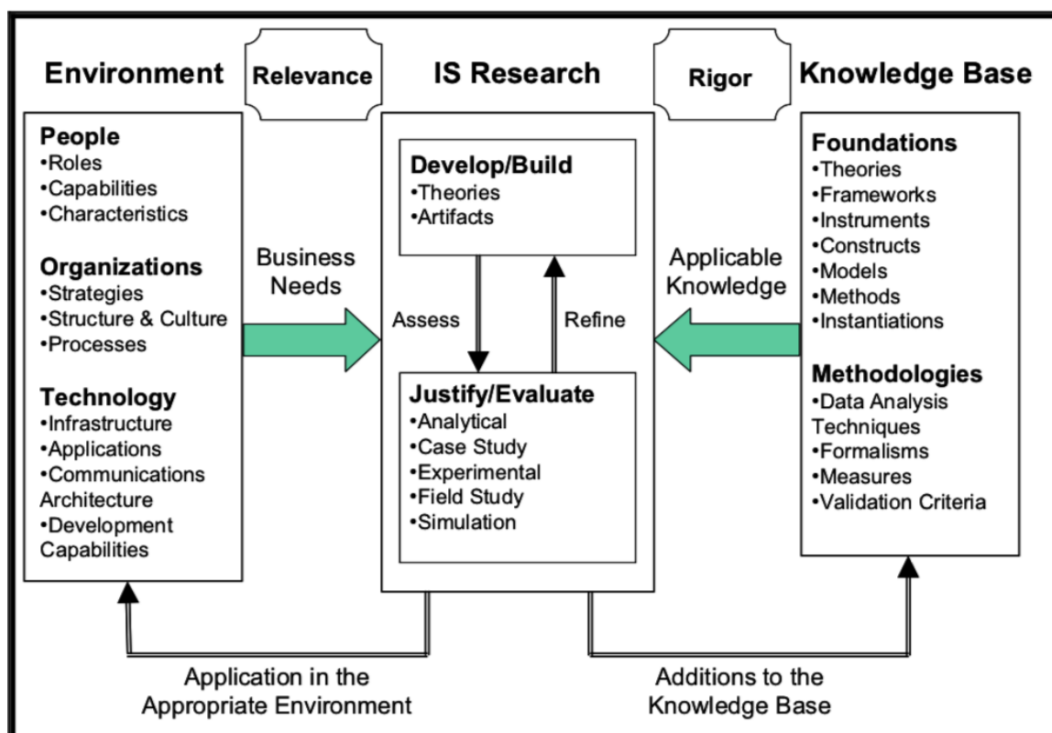 Environment
Relevance
IS Research
Rigor
Knowledge Base
People
•Roles
•Capabilities
•Characteristics
Organizations
•Strategies
•Structure & Culture
•Processes
Technology
•Infrastructure
•Applications
•Communications
Architecture
•Development
Capabilities
Business
Needs
Develop/Build
•Theories
•Artifacts
Assess
Refine
Justify/Evaluate
•Analytical
•Case Study
•Experimental
•Field Study
•Simulation
Applicable
Knowledge
Foundations
•Theories
•Frameworks
•Instruments
•Constructs
•Models
•Methods
•Instantiations
Methodologies
•Data Analysis
Techniques
•Formalisms
•Measures
•Validation Criteria
Application in the
Appropriate Environment
Additions to the
Knowledge Base